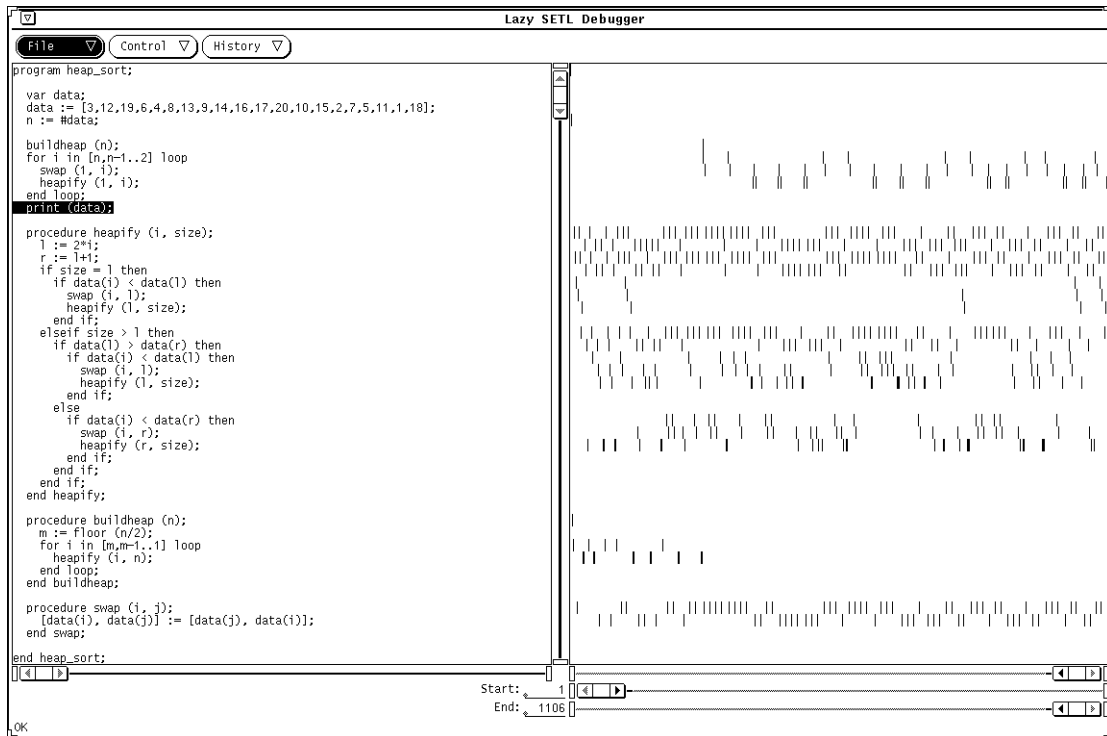 Lazy SETL Debugger
File Control History
program heap_sort;
var data;
data := [3,12,19,6,4,8,13,9,14,16,17,20,10,15,2,7,5,11,1,18];
n := #data;
buildheap (n);
for i in [n,n-1..2] loop
swap (1, i);
heapify (1, i);
end loop;
print (data);
procedure heapify (i, size);
l := 2*i;
r := l+1;
if size = l then
if data(i) < data(l) then
swap (i, l);
heapify (l, size);
end if;
elseif size > l then
if data(l) > data(r) then
if data(i) < data(l) then
swap (i, l);
heapify (l, size);
end if;
else
if data(i) < data(r) then
swap (i, r);
heapify (r, size);
end if;
end if;
end if;
end heapify;
procedure buildheap (n);
m := floor (n/2);
for i in [m,m-1..1] loop
heapify (i, n);
end loop;
end buildheap;
procedure swap (i, j);
[data(i), data(j)] := [data(j), data(i)];
end swap;
end heap_sort;
Start: 1
End: 1106
OK